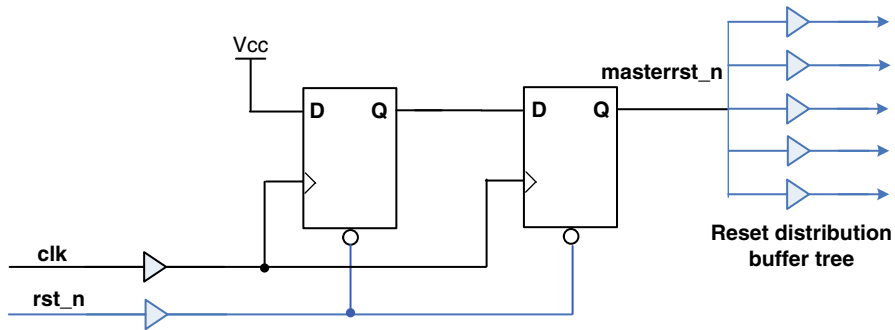 Vcc
masterrst_n
D Q
D Q
clk
rst_n
Reset distribution
buffer tree